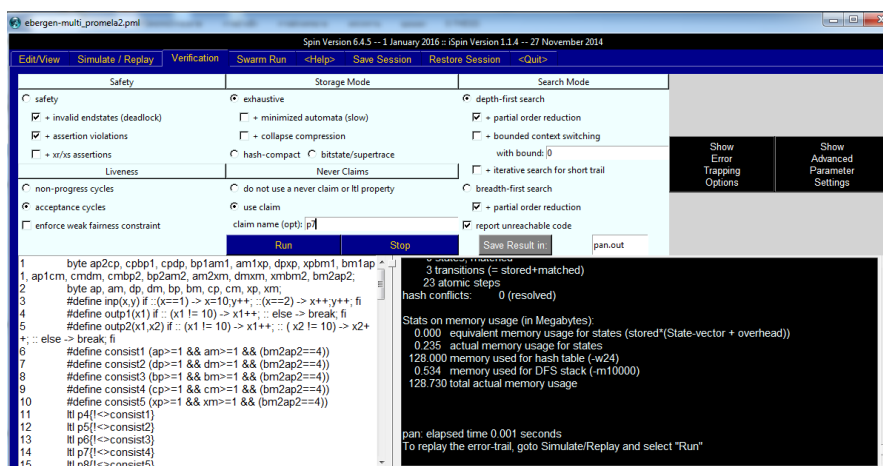 ebergen-multi_promela2.pml
Spin Version 6.4.5 -- 1 January 2016 :: iSpin Version 1.1.4 -- 27 November 2014
Edit/View Simulate / Replay Verification Swarm Run <Help> Save Session Restore Session <Quit>
Safety Storage Mode Search Mode
safety exhaustive depth-first search
+ invalid endstates (deadlock) + minimized automata (slow) + partial order reduction
+ assertion violations + collapse compression + bounded context switching
+ xr/xs assertions hash-compact bitstate/supertrace with bound: 0
Liveness Never Claims + iterative search for short trail
non-progress cycles do not use a never claim or ltl property breadth-first search
acceptance cycles use claim + partial order reduction
enforce weak fairness constraint claim name (opt): p7 report unreachable code
Run Stop Save Result in: pan.out
Show Error Trapping Options
Show Advanced Parameter Settings
1 byte ap2cp, cpbp1, cpdp, bp1am1, am1xp, dpxp, xpbm1, bm1ap
1, ap1cm, cmdm, cmbp2, bp2am2, am2xm, dmxm, xmbm2, bm2ap2;
2 byte ap, am, dp, dm, bp, bm, cp, cm, xp, xm;
3 #define inp(x,y) if ::(x==1) -> x=10;y++; ::(x==2) -> x++;y++; fi
4 #define outp1(x1) if :: (x1 != 10) -> x1++; :: else -> break; fi
5 #define outp2(x1,x2) if :: (x1 != 10) -> x1++; :: ( x2 != 10) -> x2+
+; :: else -> break; fi
6 #define consist1 (ap>=1 && am>=1 && (bm2ap2==4))
7 #define consist2 (dp>=1 && dm>=1 && (bm2ap2==4))
8 #define consist3 (bp>=1 && bm>=1 && (bm2ap2==4))
9 #define consist4 (cp>=1 && cm>=1 && (bm2ap2==4))
10 #define consist5 (xp>=1 && xm>=1 && (bm2ap2==4))
11 ltl p4{!<>consist1}
12 ltl p5{!<>consist2}
13 ltl p6{!<>consist3}
14 ltl p7{!<>consist4}
15 ltl p8{!<>consist5}
0 states, matched
3 transitions (= stored+matched)
23 atomic steps
hash conflicts: 0 (resolved)
Stats on memory usage (in Megabytes):
0.000 equivalent memory usage for states (stored*(State-vector + overhead))
0.235 actual memory usage for states
128.000 memory used for hash table (-w24)
0.534 memory used for DFS stack (-m10000)
128.730 total actual memory usage
pan: elapsed time 0.001 seconds
To replay the error-trail, goto Simulate/Replay and select "Run"